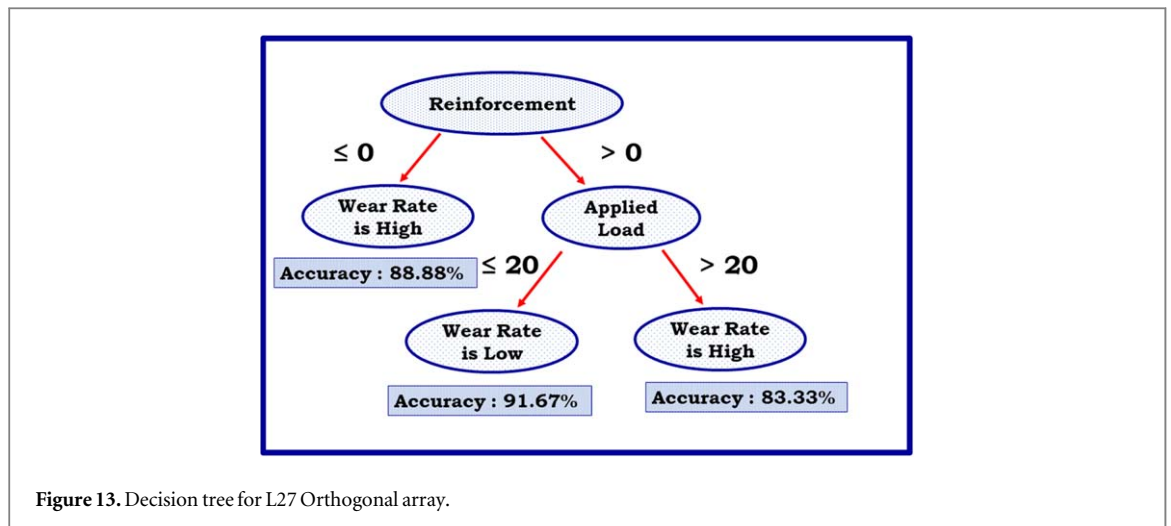 Reinforcement
≤ 0
> 0
Wear Rate
is High
Applied
Load
Accuracy : 88.88%
≤ 20
> 20
Wear Rate
is Low
Wear Rate
is High
Accuracy : 91.67%
Accuracy : 83.33%
Figure 13. Decision tree for L27 Orthogonal array.